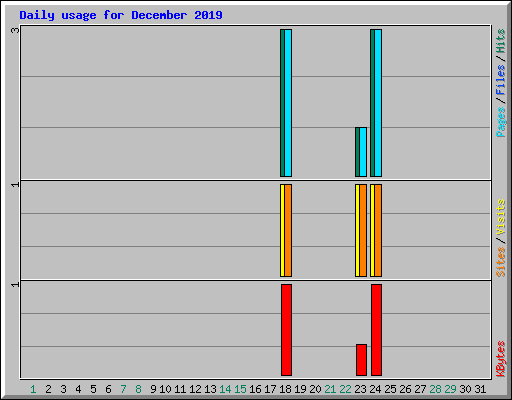 Daily usage for December 2019
3
1
1
Pages/Files/Hits
Sites/Visits
KBytes
1 2 3 4 5 6 7 8 9 10 11 12 13 14 15 16 17 18 19 20 21 22 23 24 25 26 27 28 29 30 31